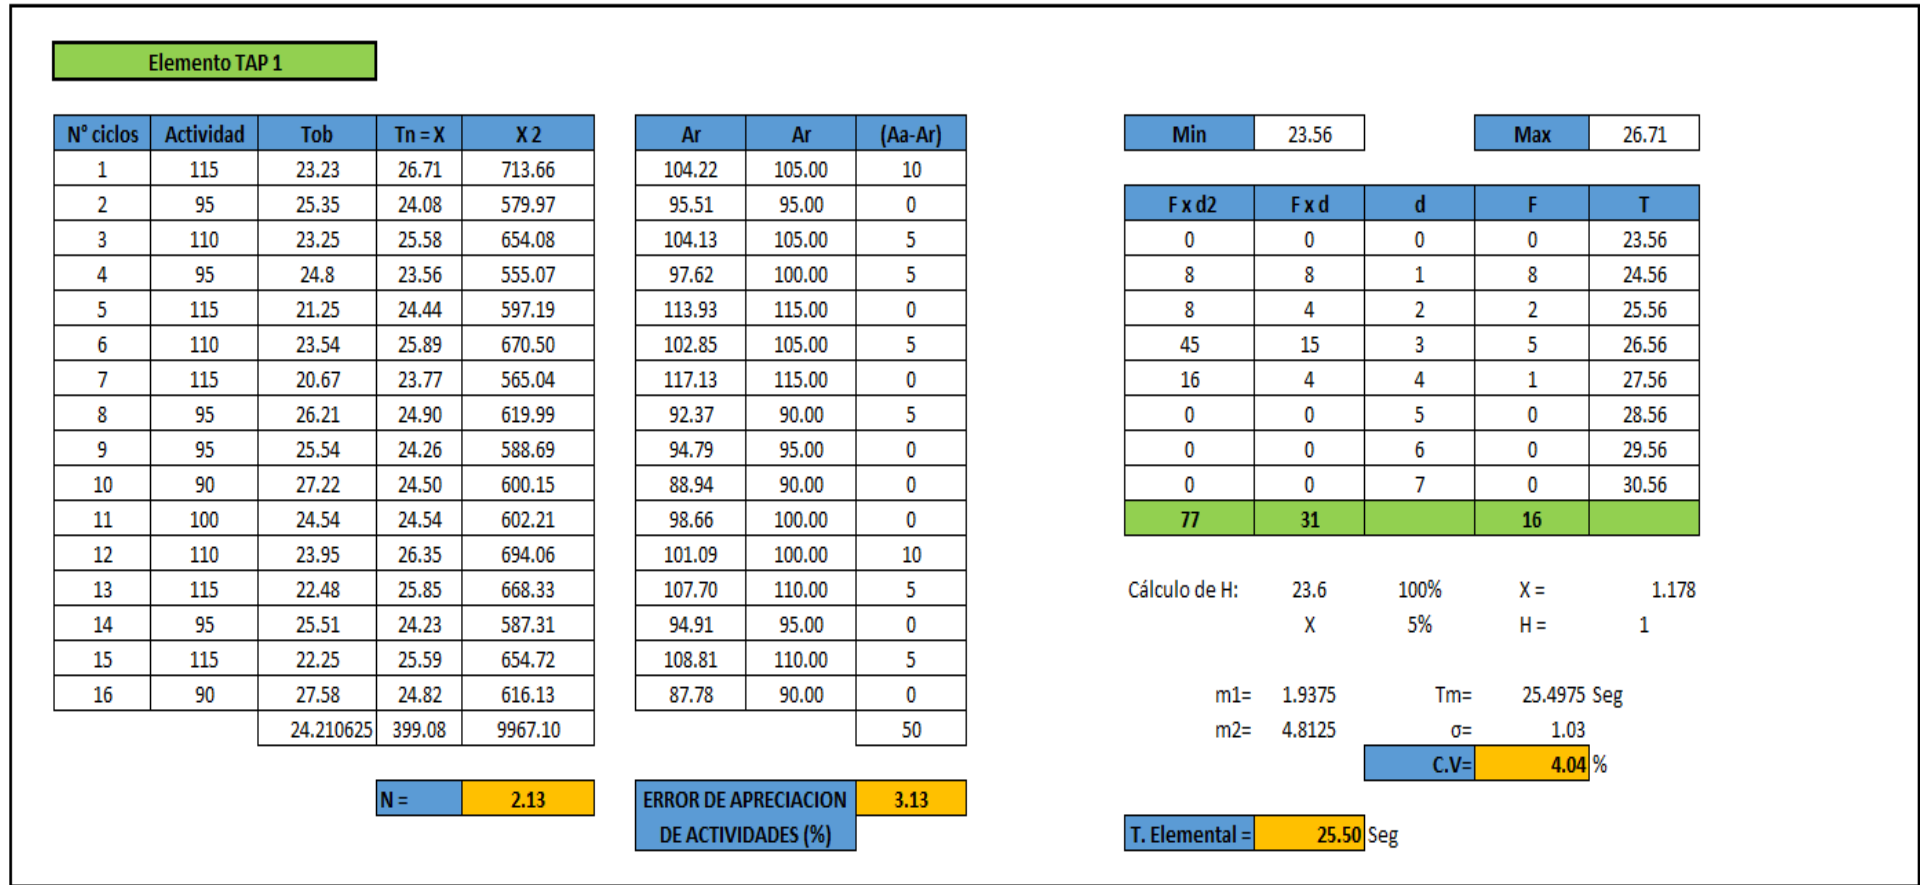 Elemento TAP 1
N° ciclos Actividad Tob Tn = X X 2
1 115 23.23 26.71 713.66
2 95 25.35 24.08 579.97
3 110 23.25 25.58 654.08
4 95 24.8 23.56 555.07
5 115 21.25 24.44 597.19
6 110 23.54 25.89 670.50
7 115 20.67 23.77 565.04
8 95 26.21 24.90 619.99
9 95 25.54 24.26 588.69
10 90 27.22 24.50 600.15
11 100 24.54 24.54 602.21
12 110 23.95 26.35 694.06
13 115 22.48 25.85 668.33
14 95 25.51 24.23 587.31
15 115 22.25 25.59 654.72
16 90 27.58 24.82 616.13
24.210625 399.08 9967.10
N = 2.13
Ar Ar (Aa-Ar)
104.22 105.00 10
95.51 95.00 0
104.13 105.00 5
97.62 100.00 5
113.93 115.00 0
102.85 105.00 5
117.13 115.00 0
92.37 90.00 5
94.79 95.00 0
88.94 90.00 0
98.66 100.00 0
101.09 100.00 10
107.70 110.00 5
94.91 95.00 0
108.81 110.00 5
87.78 90.00 0
50
ERROR DE APRECIACION 3.13
DE ACTIVIDADES (%)
Min 23.56 Max 26.71
F x d2 F x d d F T
0 0 0 0 23.56
8 8 1 8 24.56
8 4 2 2 25.56
45 15 3 5 26.56
16 4 4 1 27.56
0 0 5 0 28.56
0 0 6 0 29.56
0 0 7 0 30.56
77 31 16
Cálculo de H: 23.6 100% X = 1.178
X 5% H = 1
m1= 1.9375 Tm= 25.4975 Seg
m2= 4.8125 σ= 1.03
C.V= 4.04 %
T. Elemental = 25.50 Seg